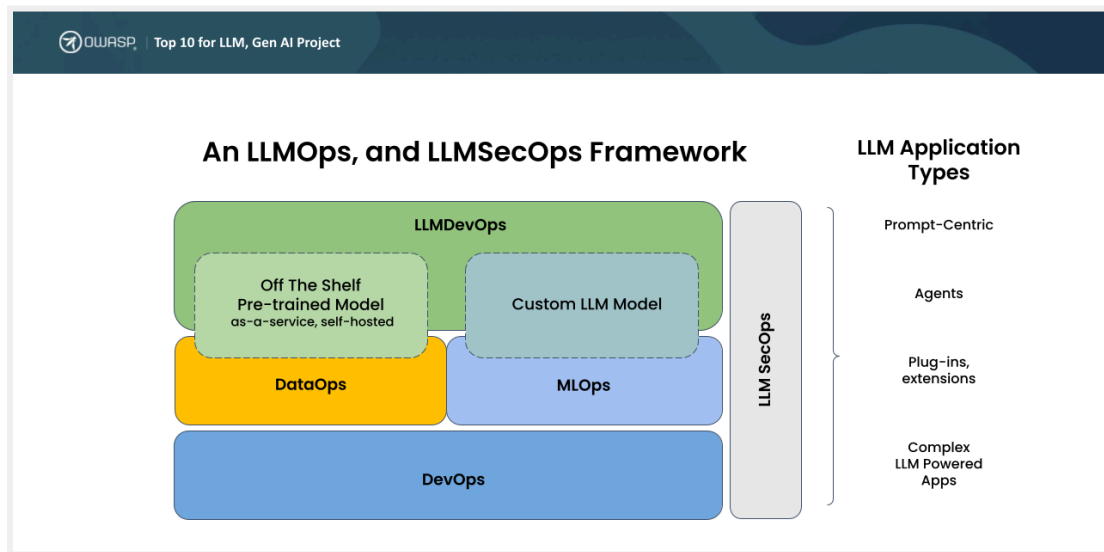 OWASP | Top 10 for LLM, Gen AI Project
An LLMOps, and LLMSecOps Framework
LLM Application
Types
LLMDevOps
Off The Shelf
Pre-trained Model
as-a-service, self-hosted
Custom LLM Model
DataOps
MLOps
DevOps
LLM SecOps
Prompt-Centric
Agents
Plug-ins,
extensions
Complex
LLM Powered
Apps